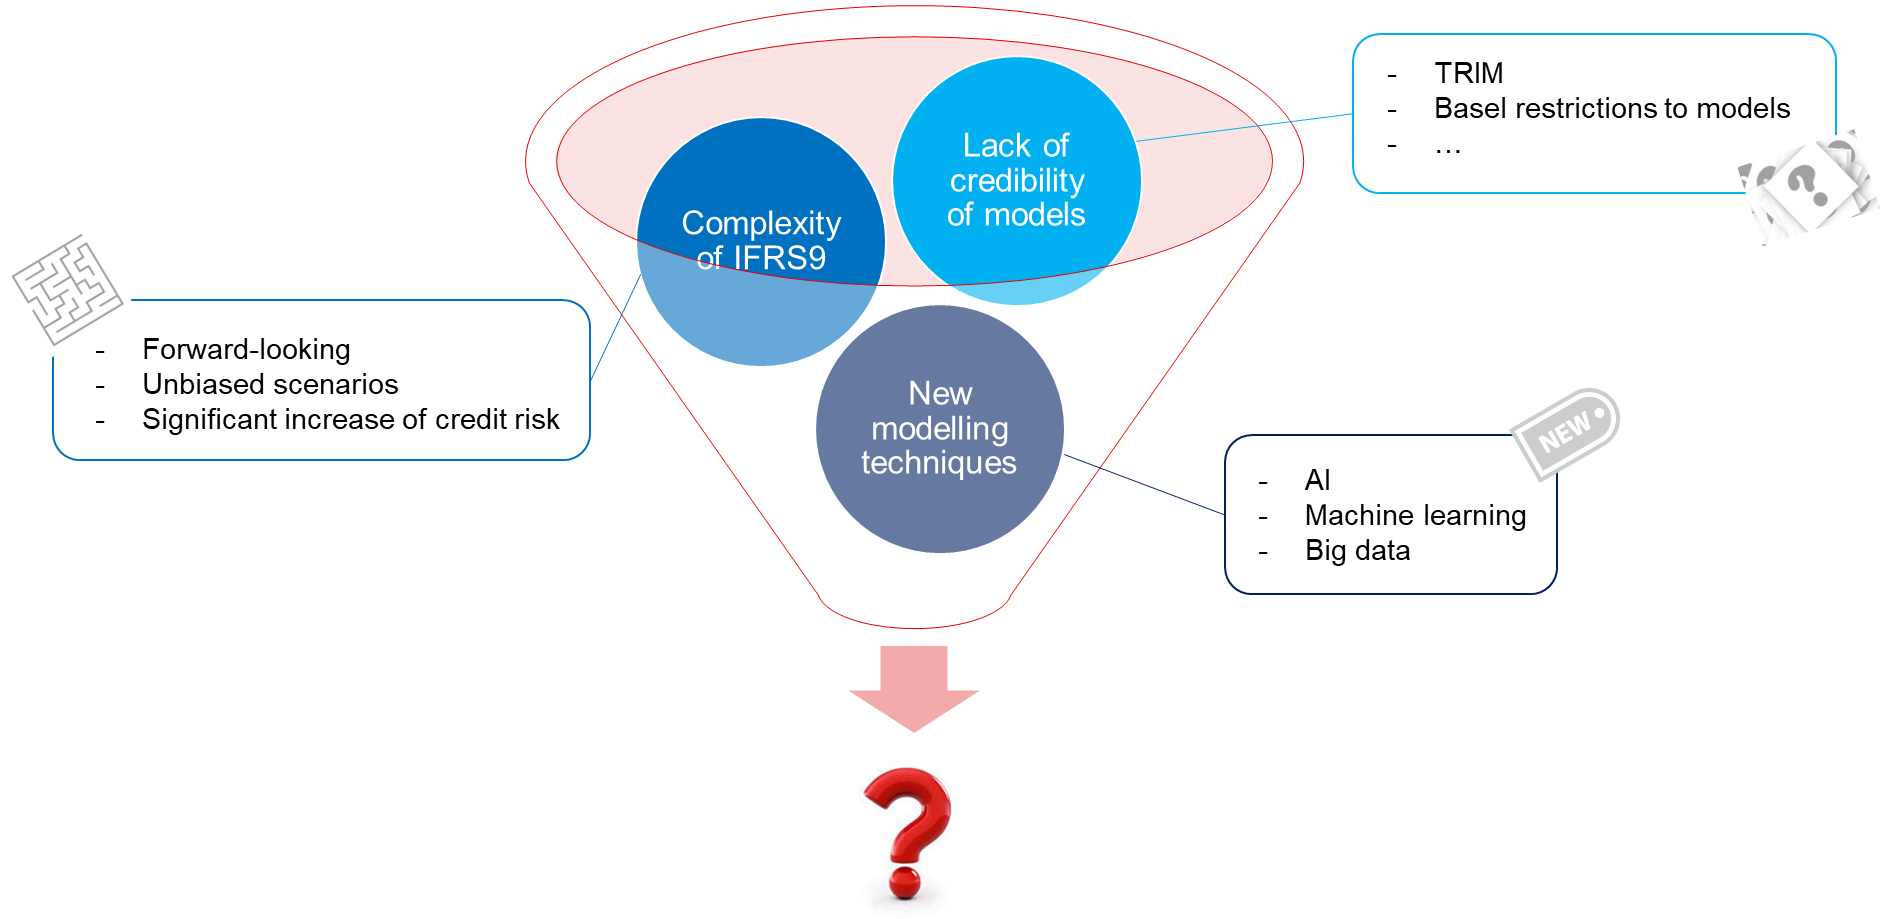 - TRIM
- Basel restrictions to models
- ...
Lack of
credibility
of models
Complexity
of IFRS9
- Forward-looking
- Unbiased scenarios
- Significant increase of credit risk
New
modelling
techniques
NEW
- AI
- Machine learning
- Big data
?
?